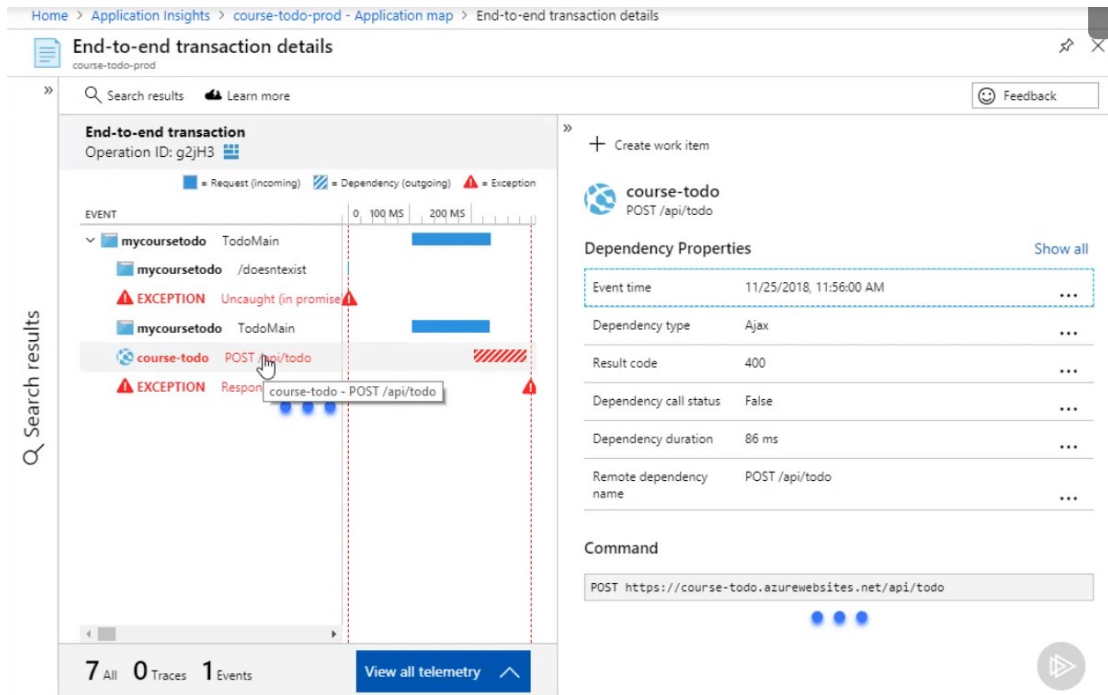 Home > Application Insights > course-todo-prod - Application map > End-to-end transaction details
End-to-end transaction details
course-todo-prod
Search results
Learn more
Feedback
Search results
End-to-end transaction
Operation ID: g2jH3
= Request (incoming)
= Dependency (outgoing)
= Exception
EVENT
0 100 MS 200 MS
mycoursetodo TodoMain
mycoursetodo /doesntexist
EXCEPTION Uncaught (in promise
mycoursetodo TodoMain
course-todo POST /api/todo
EXCEPTION Respon
course-todo - POST /api/todo
7 All 0 Traces 1 Events
View all telemetry
Create work item
course-todo
POST /api/todo
Dependency Properties Show all
Event time 11/25/2018, 11:56:00 AM ...
Dependency type Ajax ...
Result code 400 ...
Dependency call status False ...
Dependency duration 86 ms ...
Remote dependency name POST /api/todo ...
Command
POST https://course-todo.azurewebsites.net/api/todo